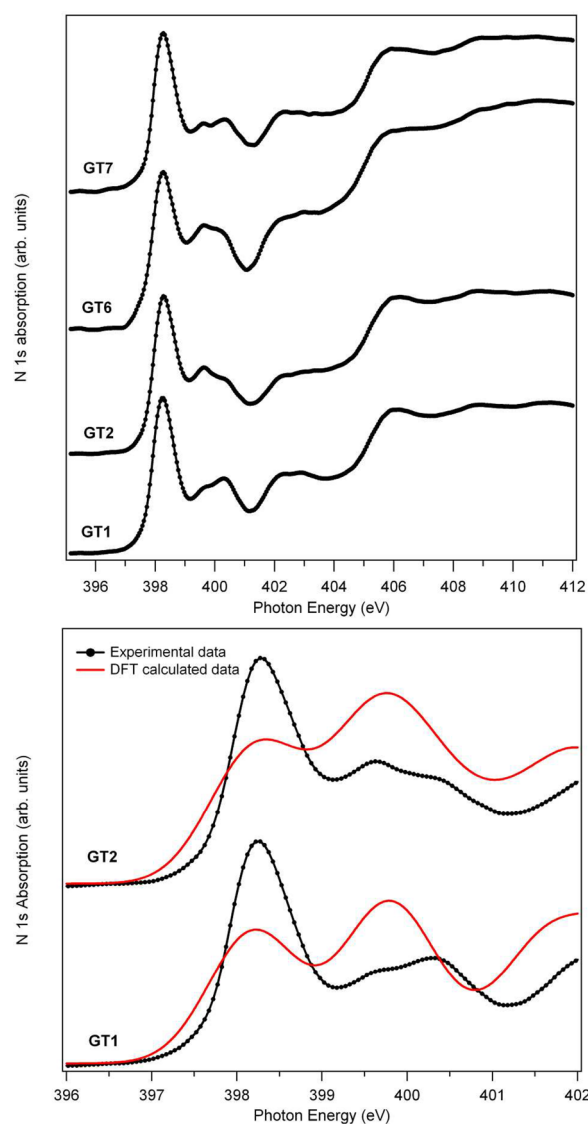 N 1s absorption (arb. units)
GT7
GT6
GT2
GT1
396 398 400 402 404 406 408 410 412
Photon Energy (eV)
Experimental data
DFT calculated data
N 1s Absorption (arb. units)
GT2
GT1
396 397 398 399 400 401 402
Photon Energy (eV)